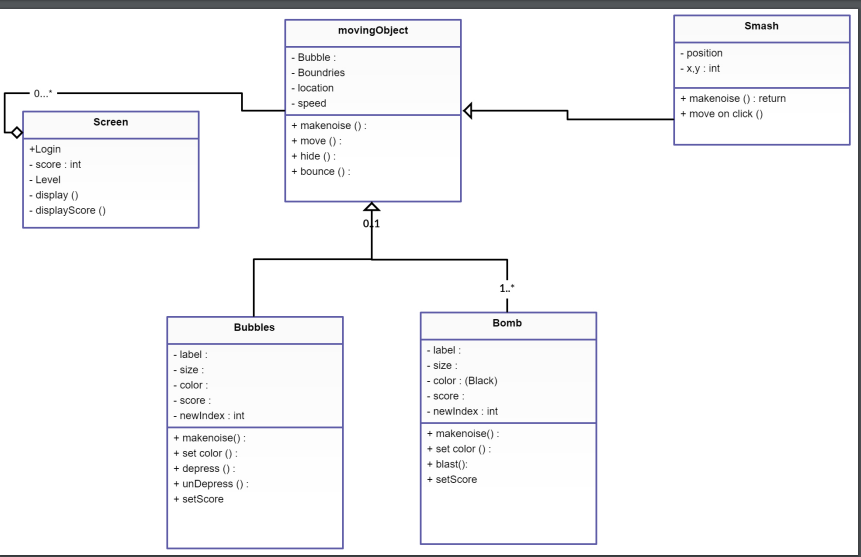 movingObject
- Bubble :
- Boundries
- location
- speed
+ makenoise () :
+ move () :
+ hide () :
+ bounce () :
Smash
- position
- x,y : int
+ makenoise () : return
+ move on click ()
0...*
Screen
+Login
- score : int
- Level
- display ()
- displayScore ()
0..1
1..*
Bubbles
- label :
- size :
- color :
- score :
- newIndex : int
+ makenoise() :
+ set color () :
+ depress () :
+ unDepress () :
+ setScore
Bomb
- label :
- size :
- color : (Black)
- score :
- newIndex : int
+ makenoise() :
+ set color () :
+ blast():
+ setScore